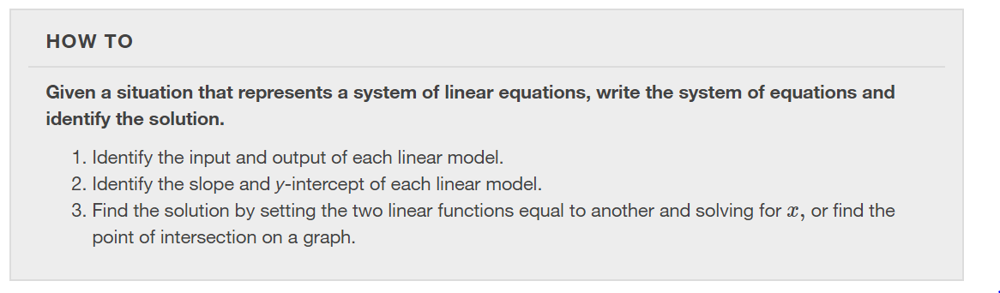 HOW TO
Given a situation that represents a system of linear equations, write the system of equations and
identify the solution.
1. Identify the input and output of each linear model.
2. Identify the slope and y-intercept of each linear model.
3. Find the solution by setting the two linear functions equal to another and solving for x, or find the
point of intersection on a graph.